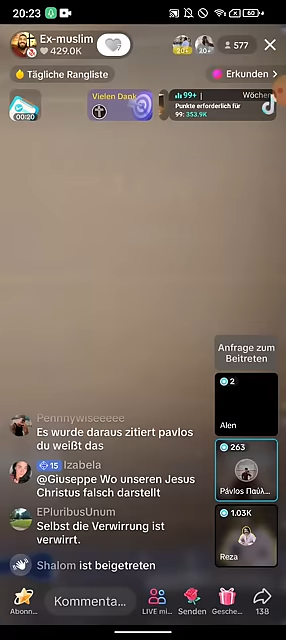 20:23
Ex-muslim
429.0K
20+
20+
577
Tägliche Rangliste
Erkunden >
00:20
Vielen Dank
99+ |
Wöchen
Punkte erforderlich für
99: 353.9K
Anfrage zum
Beitreten
2
Alen
263
Pávlos Παύλ...
1.03K
Reza
Pennnywiseeeee
Es wurde daraus zitiert pavlos
du weißt das
15 Izabela
@Giuseppe Wo unseren Jesus
Christus falsch darstellt
EPluribusUnum
Selbst die Verwirrung ist
verwirrt.
Shalom ist beigetreten
Abonn...
Kommenta...
LIVE mi...
Senden
Gesche...
138